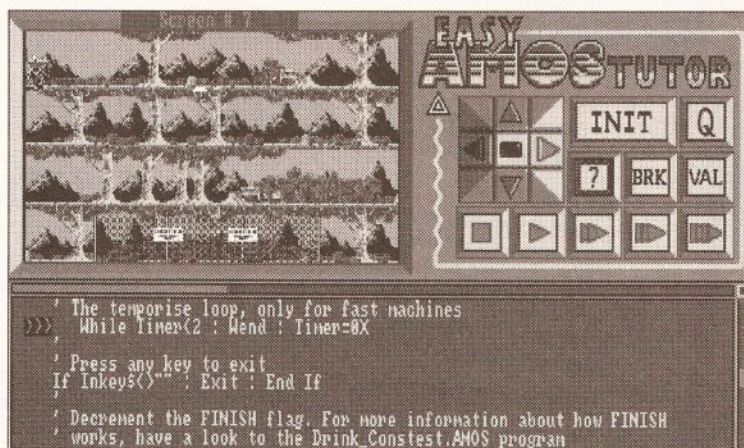 Screen # 7
EASY
AMOS TUTOR
INIT
Q
?
BRK
VAL
' The temporise loop, only for fast machines
>>> While Timer<2 : Wend : Timer=0X
'
' Press any key to exit
If Inkey$<>"" : Exit : End If
'
' Decrement the FINISH flag. For more information about how FINISH
' works, have a look to the Drink_Constest.AMOS program